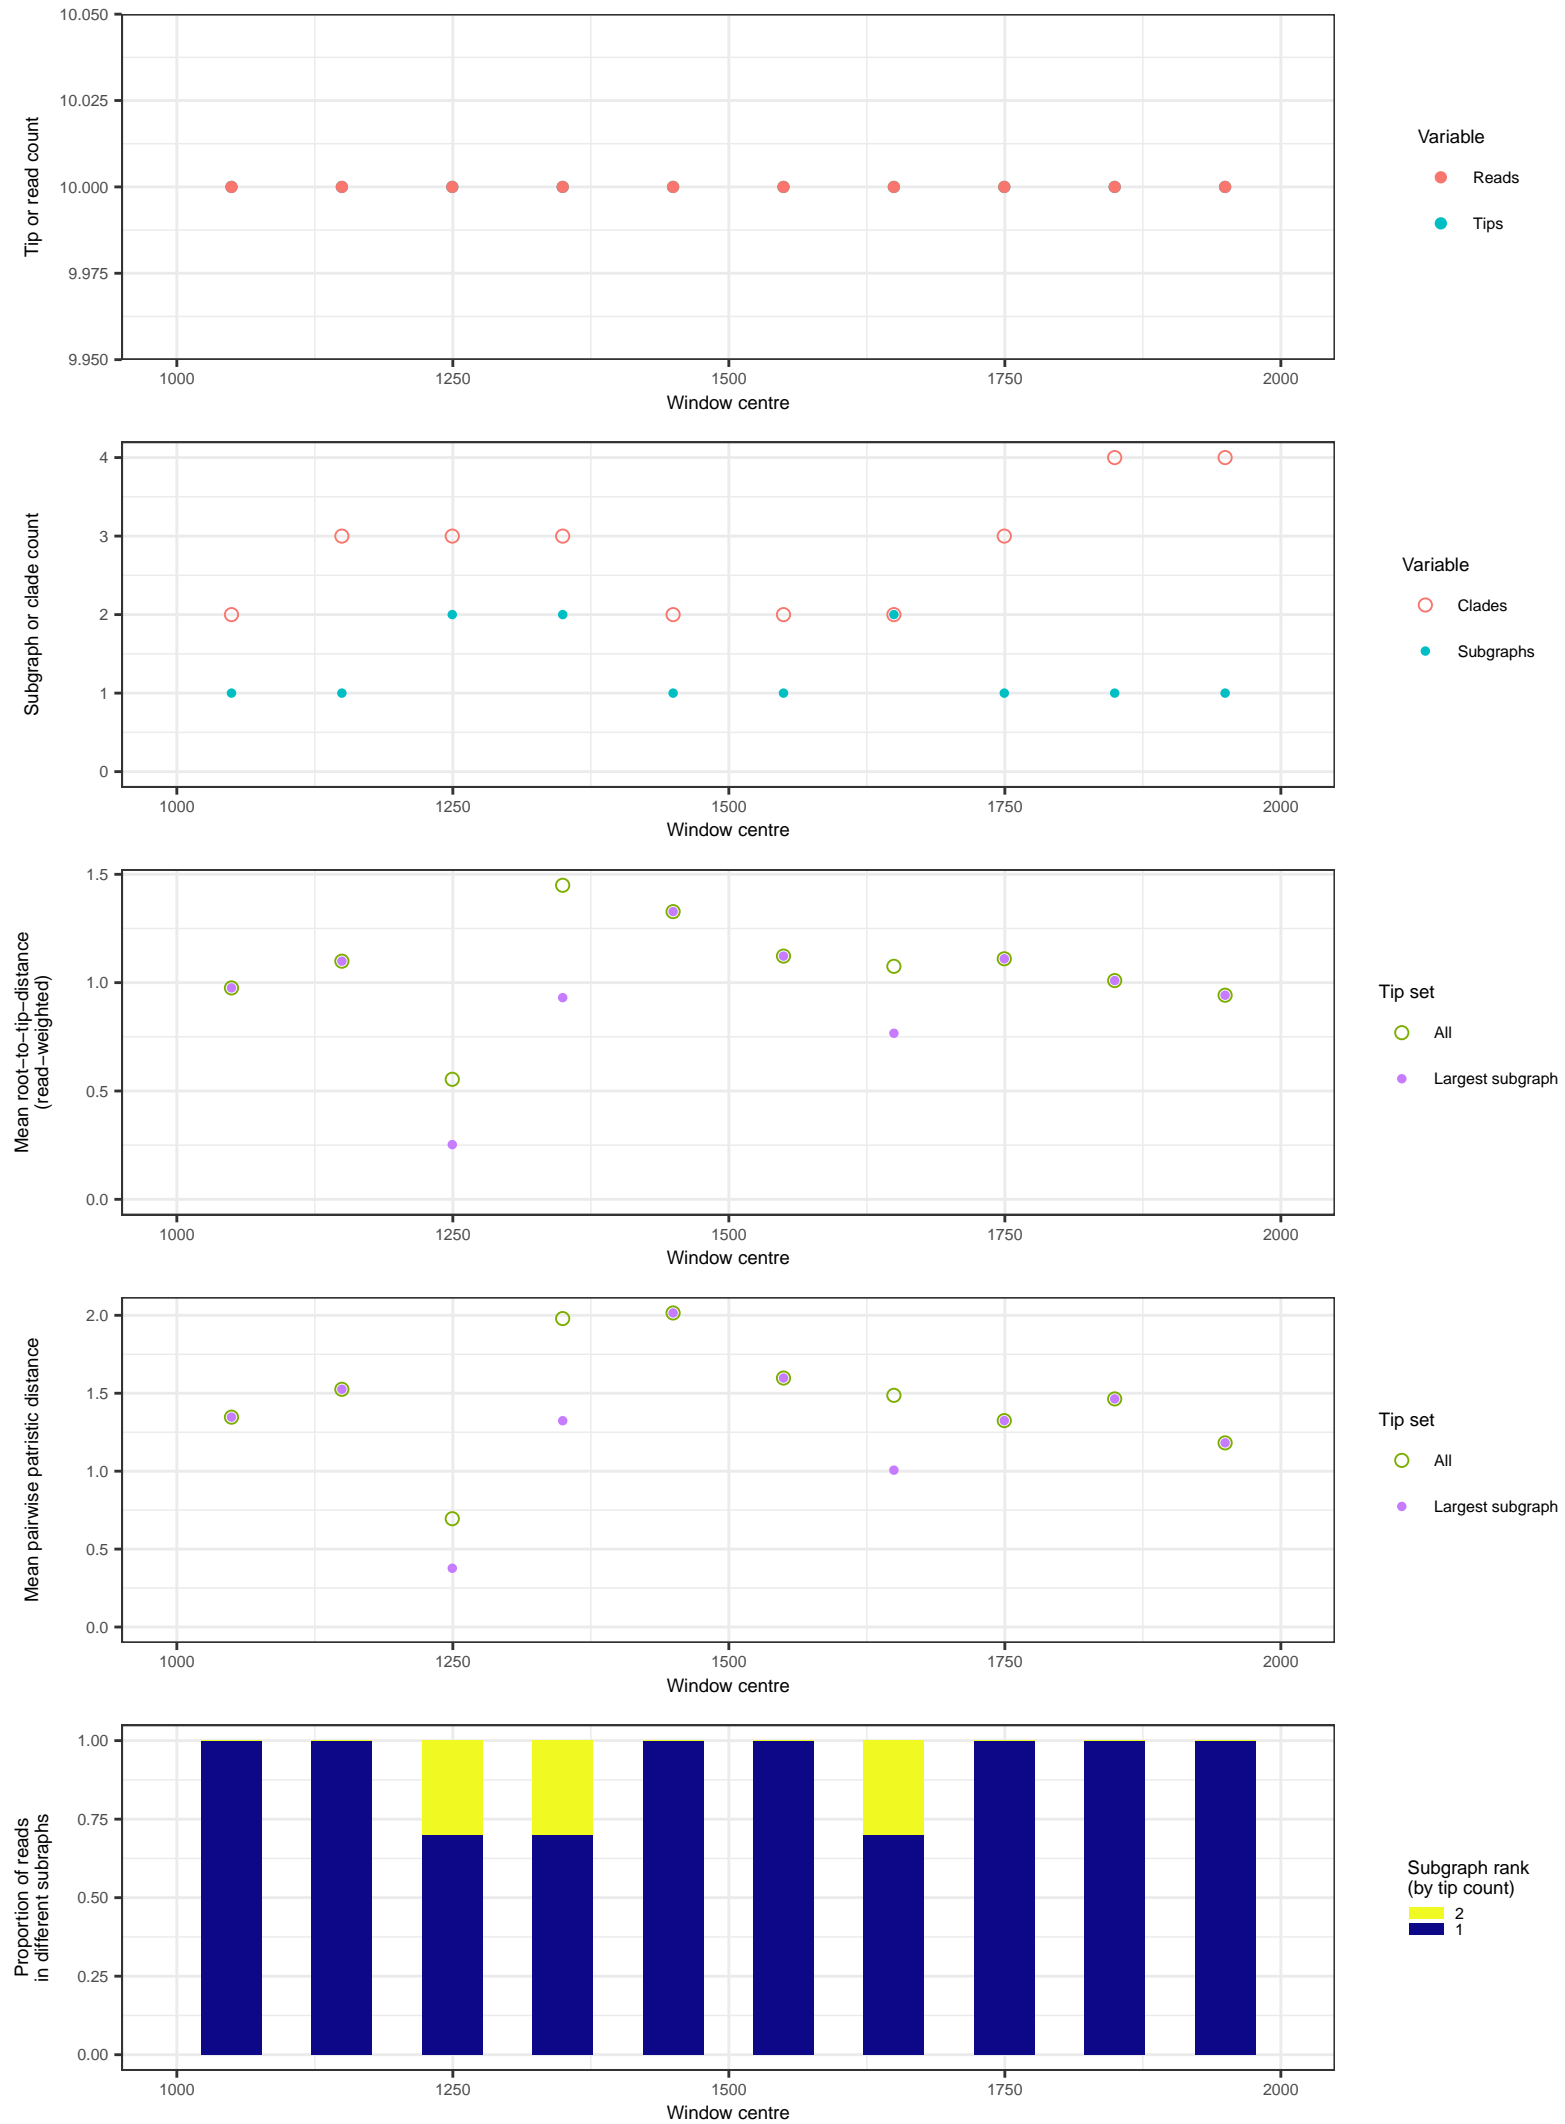 10.050
10.025
10.000
9.975
9.950
Tip or read count
1000 1250 1500 1750 2000
Window centre
Variable
Reads
Tips
4
3
2
1
0
Subgraph or clade count
1000 1250 1500 1750 2000
Window centre
Variable
Clades
Subgraphs
1.5
1.0
0.5
0.0
Mean root−to−tip−distance
(read−weighted)
1000 1250 1500 1750 2000
Window centre
Tip set
All
Largest subgraph
2.0
1.5
1.0
0.5
0.0
Mean pairwise patristic distance
1000 1250 1500 1750 2000
Window centre
Tip set
All
Largest subgraph
1.00
0.75
0.50
0.25
0.00
Proportion of reads
in different subraphs
1000 1250 1500 1750 2000
Window centre
Subgraph rank
(by tip count)
2
1